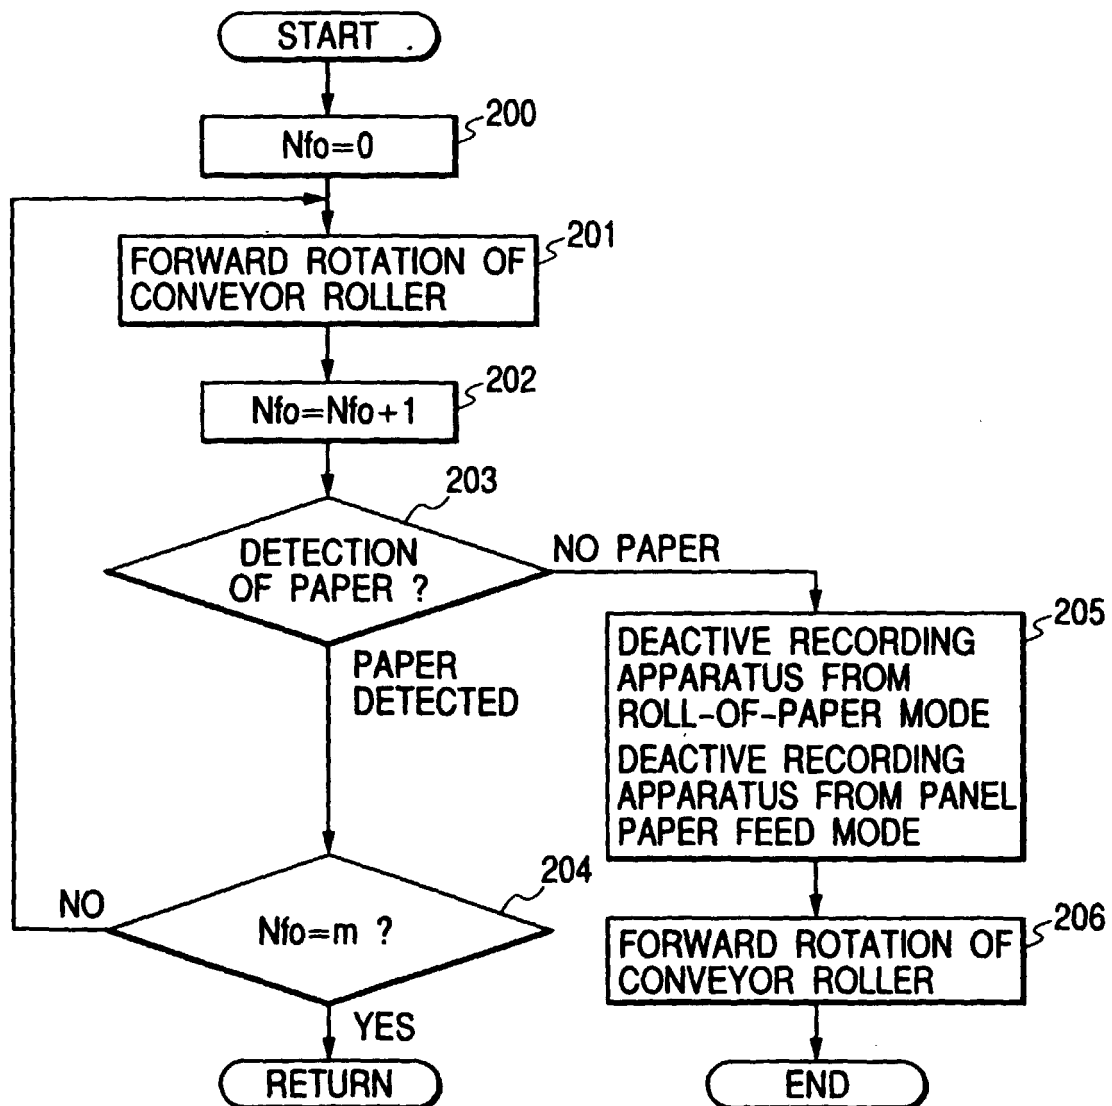 START
200
Nfo=0
201
FORWARD ROTATION OF
CONVEYOR ROLLER
202
Nfo=Nfo+1
203
DETECTION
OF PAPER ?
NO PAPER
PAPER
DETECTED
205
DEACTIVE RECORDING
APPARATUS FROM
ROLL-OF-PAPER MODE
DEACTIVE RECORDING
APPARATUS FROM PANEL
PAPER FEED MODE
204
NO
Nfo=m ?
YES
RETURN
206
FORWARD ROTATION OF
CONVEYOR ROLLER
END